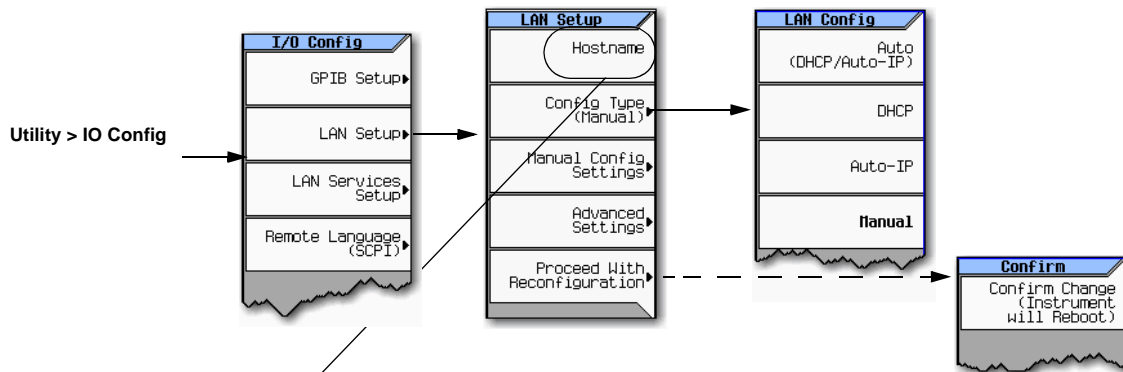 Utility > IO Config
I/O Config
GPIB Setup
LAN Setup
LAN Services
Setup
Remote Language
(SCPI)
LAN Setup
Hostname
Config Type
(Manual)
Manual Config
Settings
Advanced
Settings
Proceed With
Reconfiguration
LAN Config
Auto
(DHCP/Auto-IP)
DHCP
Auto-IP
Manual
Confirm
Confirm Change
(Instrument
will Reboot)